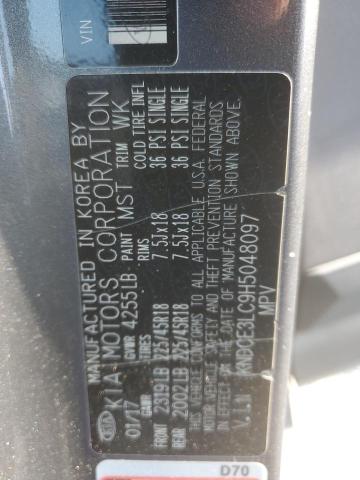 VIN
MANUFACTURED IN KOREA BY
KIA KIA MOTORS CORPORATION
01/17 GVWR 4255LB PAINT MST TRIM WK
GAWR TIRES RIMS COLD TIRE INFL
FRONT 2319LB 225/45R18 7.5Jx18 36 PSI SINGLE
REAR 2002LB 225/45R18 7.5Jx18 36 PSI SINGLE
THIS VEHICLE CONFORMS TO ALL APPLICABLE U.S.A. FEDERAL
MOTOR VEHICLE SAFETY AND THEFT PREVENTION STANDARDS
IN EFFECT ON THE DATE OF MANUFACTURE SHOWN ABOVE.
V.I.N KNDCE3LC9H5048097
MPV
D70